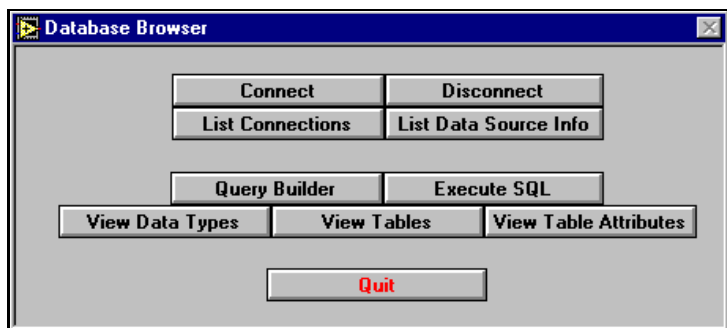 Database Browser
Connect Disconnect
List Connections List Data Source Info
Query Builder Execute SQL
View Data Types View Tables View Table Attributes
Quit